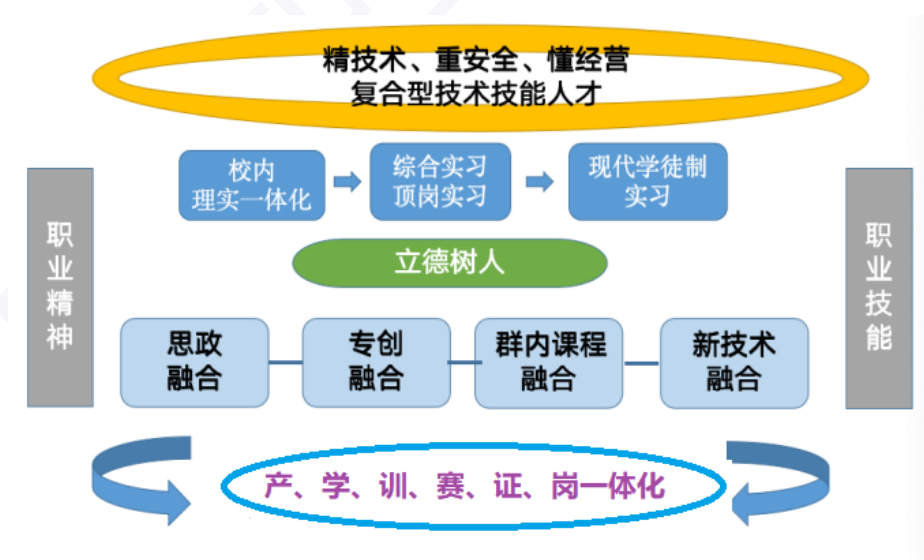 精技术、重安全、懂经营
复合型技术技能人才
校内
理实一体化
综合实习
顶岗实习
现代学徒制
实习
职业精神
立德树人
职业技能
思政
融合
专创
融合
群内课程
融合
新技术
融合
产、学、训、赛、证、岗一体化